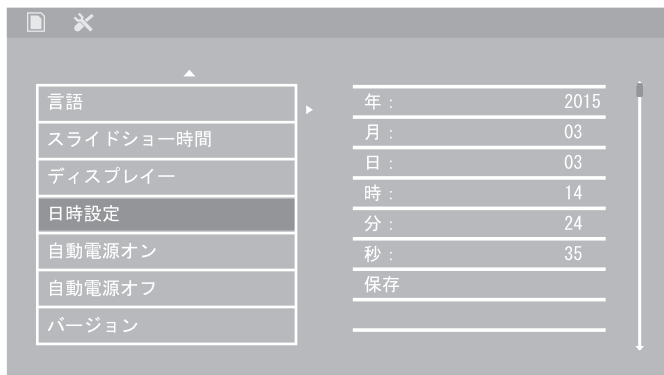 言語
スライドショー時間
ディスプレイー
日時設定
自動電源オン
自動電源オフ
バージョン
年： 2015
月： 03
日： 03
時： 14
分： 24
秒： 35
保存